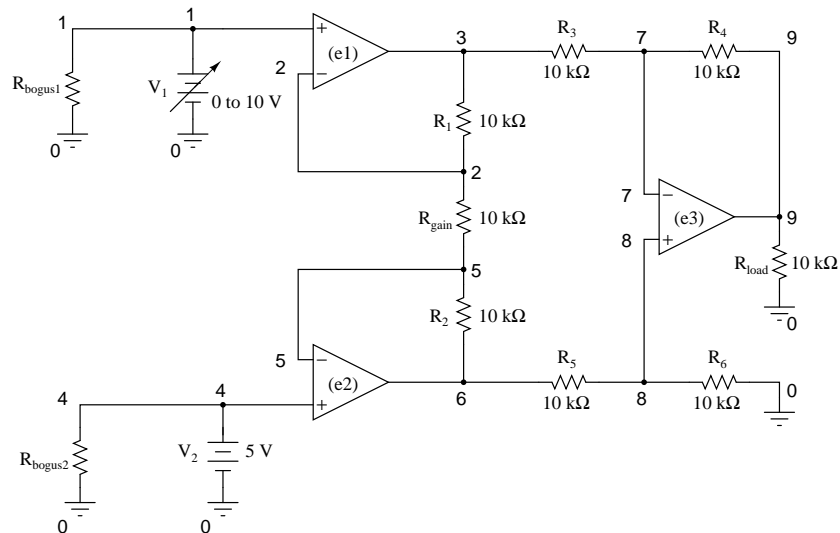 1
1
+
(e1)
−
2
3
R3
10 kΩ
7
R4
10 kΩ
9
Rbogus1
V1
0 to 10 V
0
0
R1 10 kΩ
2
Rgain 10 kΩ
5
R2 10 kΩ
7
−
(e3)
+
8
9
Rload 10 kΩ
0
5
−
(e2)
+
6
R5
10 kΩ
8
R6
10 kΩ
0
4
4
Rbogus2
V2 5 V
0
0